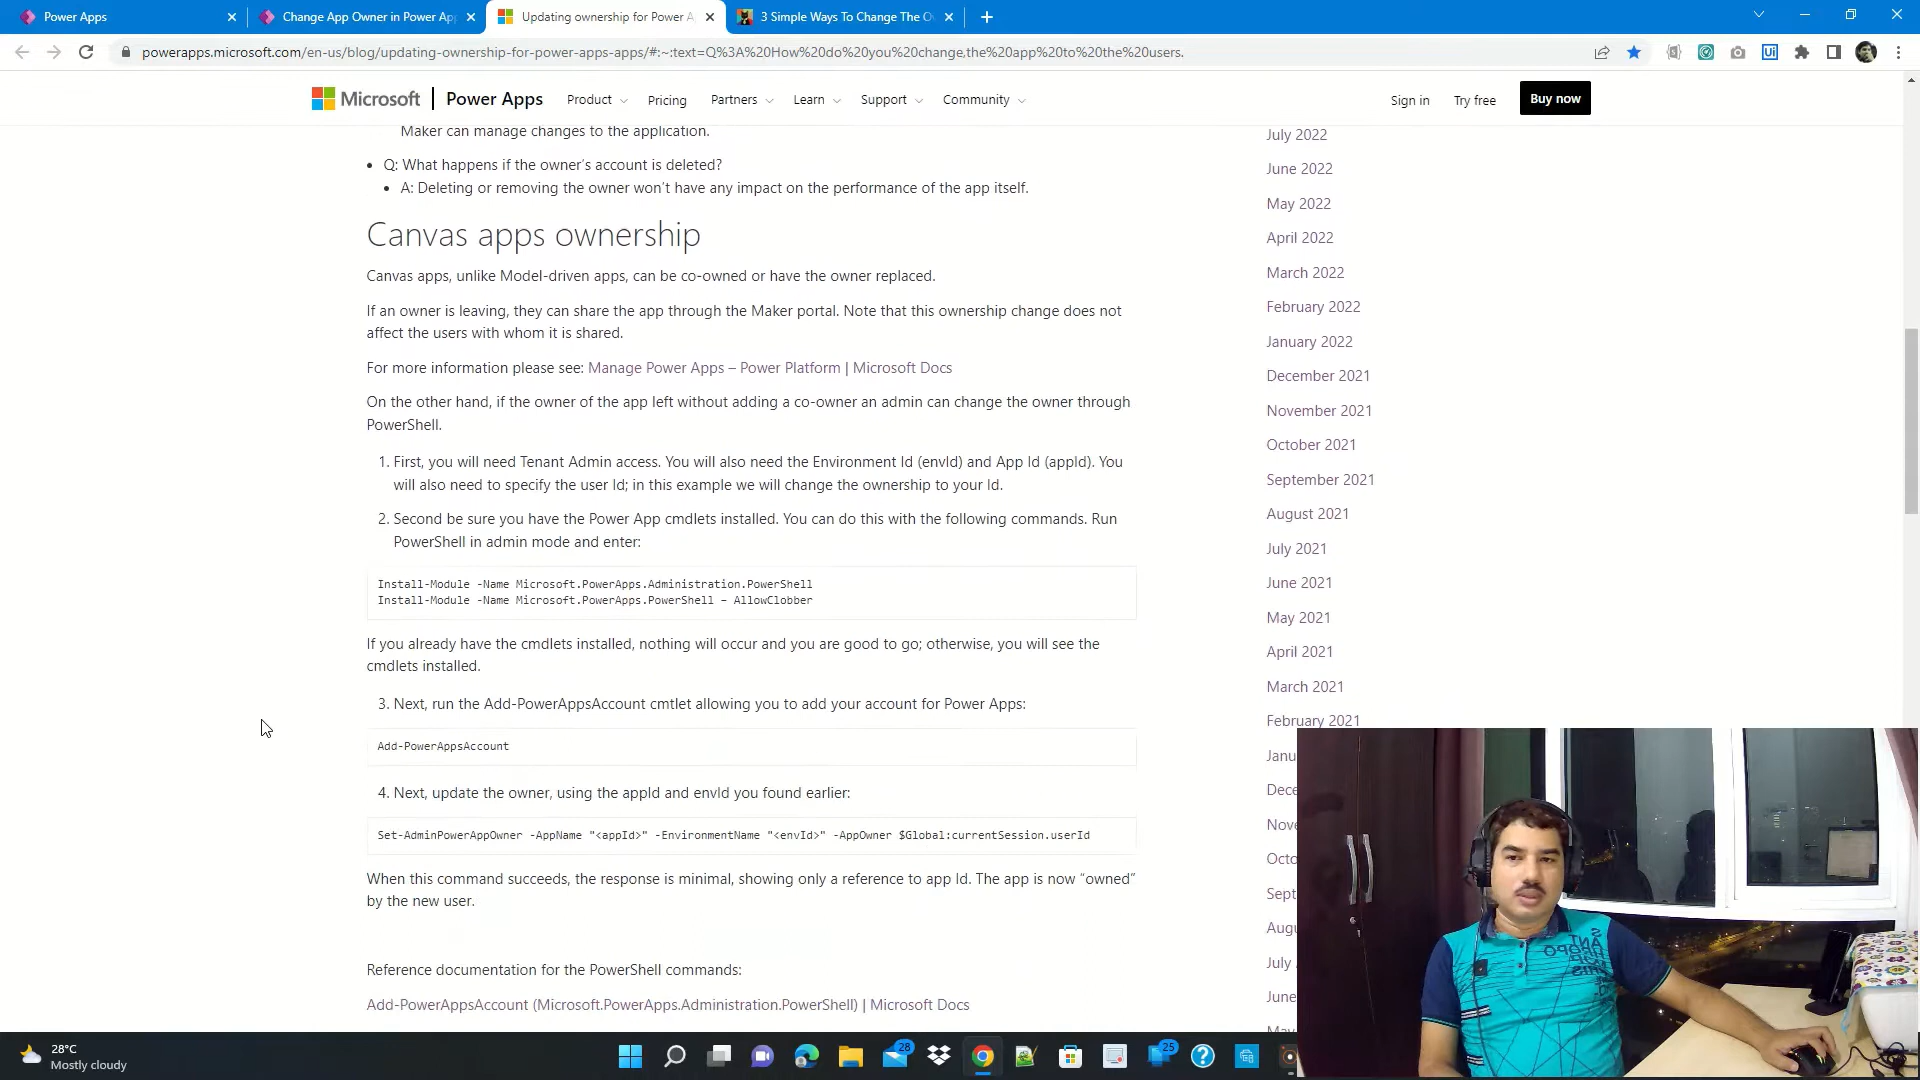 Power Apps
Change App Owner in Power App
Updating ownership for Power A
3 Simple Ways To Change The O
powerapps.microsoft.com/en-us/blog/updating-ownership-for-power-apps-apps/#:~:text=Q%3A%20How%20do%20you%20change,the%20app%20to%20the%20users.
Microsoft
Power Apps
Product
Pricing
Partners
Learn
Support
Community
Sign in
Try free
Buy now
Maker can manage changes to the application.
Q: What happens if the owner’s account is deleted?
A: Deleting or removing the owner won’t have any impact on the performance of the app itself.
Canvas apps ownership
Canvas apps, unlike Model-driven apps, can be co-owned or have the owner replaced.
If an owner is leaving, they can share the app through the Maker portal. Note that this ownership change does not
affect the users with whom it is shared.
For more information please see: Manage Power Apps – Power Platform | Microsoft Docs
On the other hand, if the owner of the app left without adding a co-owner an admin can change the owner through
PowerShell.
1. First, you will need Tenant Admin access. You will also need the Environment Id (envId) and App Id (appId). You
will also need to specify the user Id; in this example we will change the ownership to your Id.
2. Second be sure you have the Power App cmdlets installed. You can do this with the following commands. Run
PowerShell in admin mode and enter:
Install-Module -Name Microsoft.PowerApps.Administration.PowerShell
Install-Module -Name Microsoft.PowerApps.PowerShell – AllowClobber
If you already have the cmdlets installed, nothing will occur and you are good to go; otherwise, you will see the
cmdlets installed.
3. Next, run the Add-PowerAppsAccount cmtlet allowing you to add your account for Power Apps:
Add-PowerAppsAccount
4. Next, update the owner, using the appId and envId you found earlier:
Set-AdminPowerAppOwner -AppName "<appId>" -EnvironmentName "<envId>" -AppOwner $Global:currentSession.userId
When this command succeeds, the response is minimal, showing only a reference to app Id. The app is now “owned”
by the new user.
Reference documentation for the PowerShell commands:
Add-PowerAppsAccount (Microsoft.PowerApps.Administration.PowerShell) | Microsoft Docs
July 2022
June 2022
May 2022
April 2022
March 2022
February 2022
January 2022
December 2021
November 2021
October 2021
September 2021
August 2021
July 2021
June 2021
May 2021
April 2021
March 2021
February 2021
Janu
Dece
Nove
Octo
Sept
Augu
July
June
May
Ui
28°C
Mostly cloudy
28
25